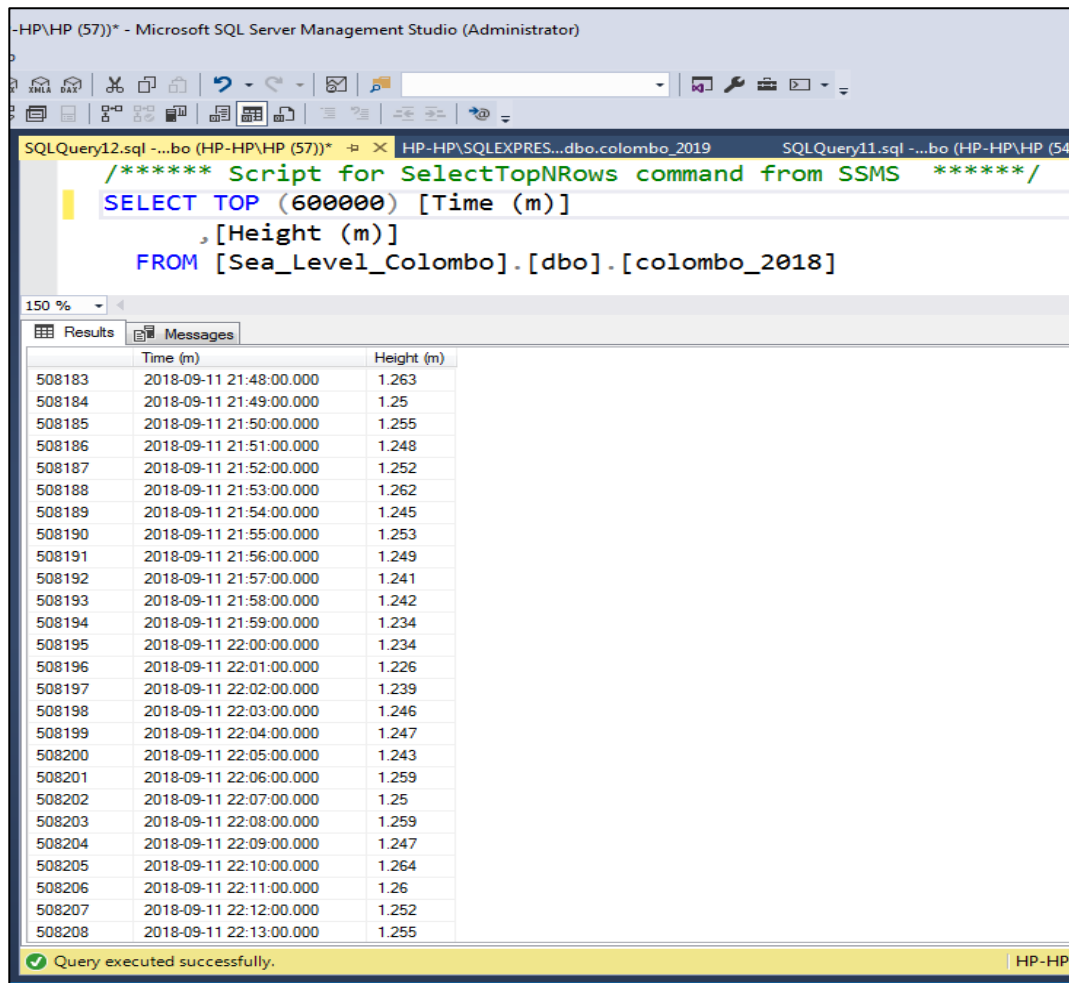 -HP\HP (57))* - Microsoft SQL Server Management Studio (Administrator)
XMLA DAX
SQLQuery12.sql -...bo (HP-HP\HP (57))* HP-HP\SQLEXPRES...dbo.colombo_2019 SQLQuery11.sql -...bo (HP-HP\HP (54
/****** Script for SelectTopNRows command from SSMS ******/
SELECT TOP (600000) [Time (m)]
,[Height (m)]
FROM [Sea_Level_Colombo].[dbo].[colombo_2018]
150 %
Results Messages
Time (m) Height (m)
508183 2018-09-11 21:48:00.000 1.263
508184 2018-09-11 21:49:00.000 1.25
508185 2018-09-11 21:50:00.000 1.255
508186 2018-09-11 21:51:00.000 1.248
508187 2018-09-11 21:52:00.000 1.252
508188 2018-09-11 21:53:00.000 1.262
508189 2018-09-11 21:54:00.000 1.245
508190 2018-09-11 21:55:00.000 1.253
508191 2018-09-11 21:56:00.000 1.249
508192 2018-09-11 21:57:00.000 1.241
508193 2018-09-11 21:58:00.000 1.242
508194 2018-09-11 21:59:00.000 1.234
508195 2018-09-11 22:00:00.000 1.234
508196 2018-09-11 22:01:00.000 1.226
508197 2018-09-11 22:02:00.000 1.239
508198 2018-09-11 22:03:00.000 1.246
508199 2018-09-11 22:04:00.000 1.247
508200 2018-09-11 22:05:00.000 1.243
508201 2018-09-11 22:06:00.000 1.259
508202 2018-09-11 22:07:00.000 1.25
508203 2018-09-11 22:08:00.000 1.259
508204 2018-09-11 22:09:00.000 1.247
508205 2018-09-11 22:10:00.000 1.264
508206 2018-09-11 22:11:00.000 1.26
508207 2018-09-11 22:12:00.000 1.252
508208 2018-09-11 22:13:00.000 1.255
Query executed successfully. HP-HP